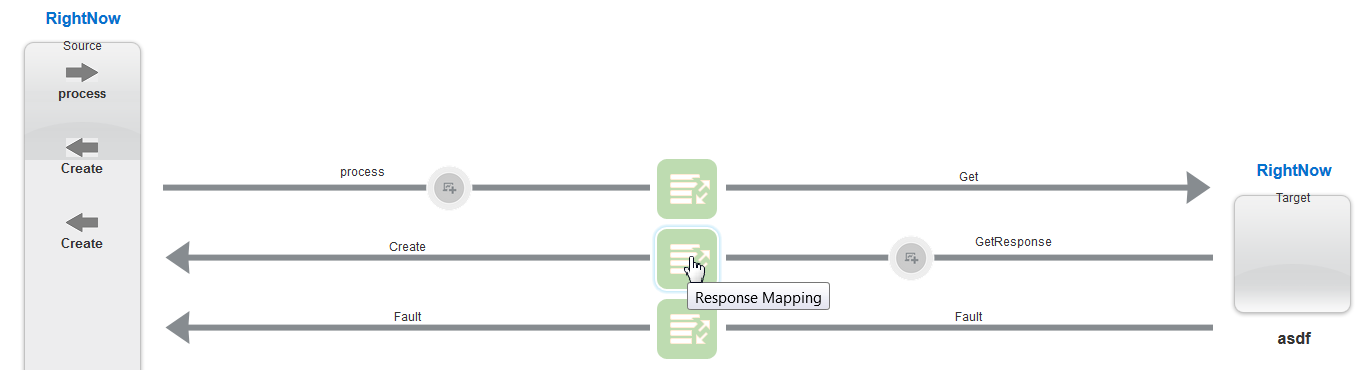 RightNow
Source
process
Create
Create
process
Get
Create
GetResponse
Response Mapping
Fault
Fault
RightNow
Target
asdf